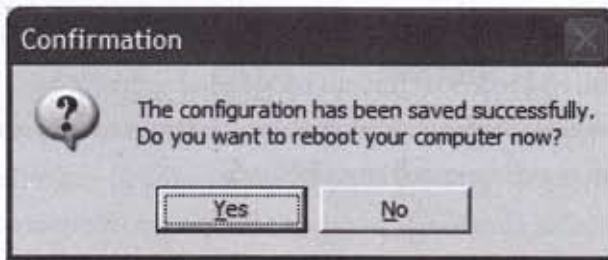 Confirmation
The configuration has been saved successfully.
Do you want to reboot your computer now?
Yes
No